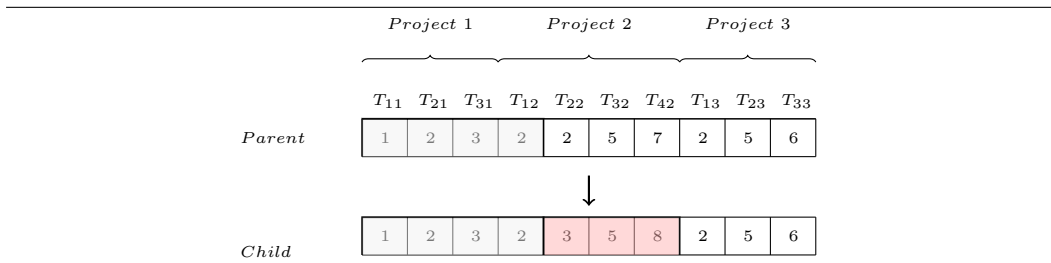 Project 1 Project 2 Project 3
T11 T21 T31 T12 T22 T32 T42 T13 T23 T33
Parent 1 2 3 2 2 5 7 2 5 6
Child 1 2 3 2 3 5 8 2 5 6